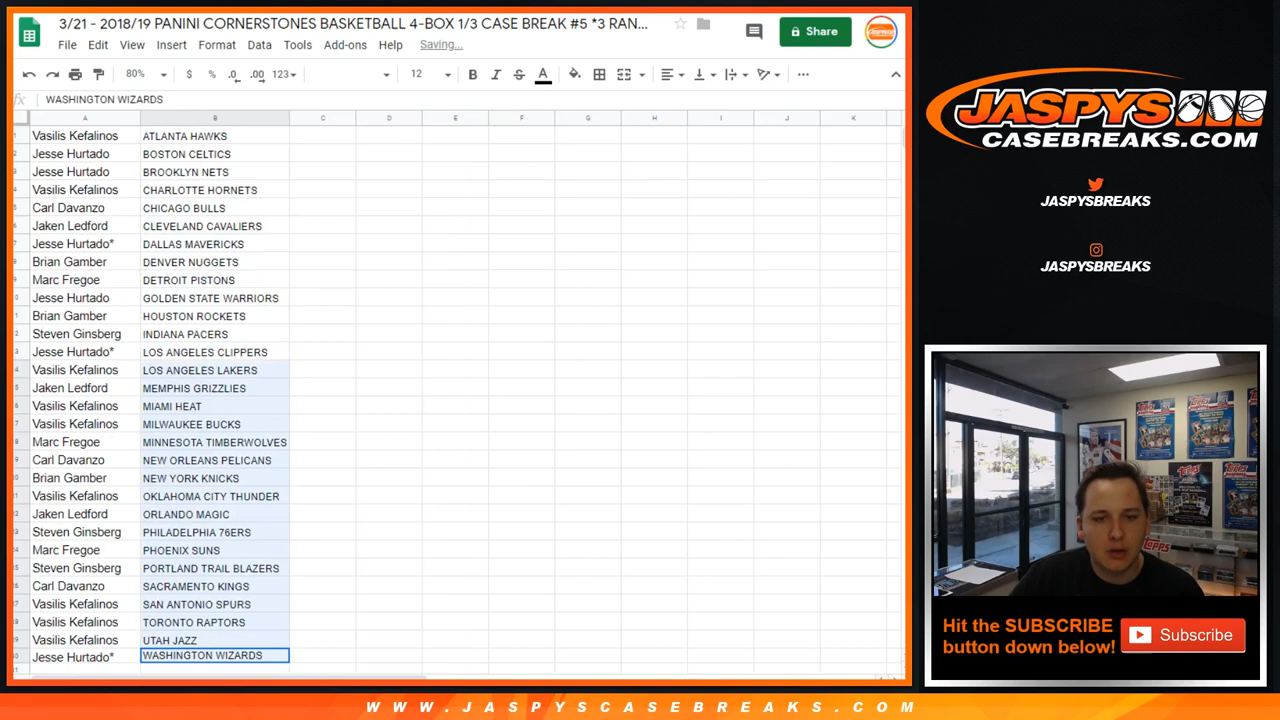 3/21 - 2018/19 PANINI CORNERSTONES BASKETBALL 4-BOX 1/3 CASE BREAK #5 *3 RAN...
File Edit View Insert Format Data Tools Add-ons Help Saving...
Share
80% $ % .0 .00 123 12 B I S A
fx WASHINGTON WIZARDS
A B C D E F G H I J K
Vasilis Kefalinos ATLANTA HAWKS
Jesse Hurtado BOSTON CELTICS
Jesse Hurtado BROOKLYN NETS
Vasilis Kefalinos CHARLOTTE HORNETS
Carl Davanzo CHICAGO BULLS
Jaken Ledford CLEVELAND CAVALIERS
Jesse Hurtado* DALLAS MAVERICKS
Brian Gamber DENVER NUGGETS
Marc Fregoe DETROIT PISTONS
Jesse Hurtado GOLDEN STATE WARRIORS
Brian Gamber HOUSTON ROCKETS
Steven Ginsberg INDIANA PACERS
Jesse Hurtado* LOS ANGELES CLIPPERS
Vasilis Kefalinos LOS ANGELES LAKERS
Jaken Ledford MEMPHIS GRIZZLIES
Vasilis Kefalinos MIAMI HEAT
Vasilis Kefalinos MILWAUKEE BUCKS
Marc Fregoe MINNESOTA TIMBERWOLVES
Carl Davanzo NEW ORLEANS PELICANS
Brian Gamber NEW YORK KNICKS
Vasilis Kefalinos OKLAHOMA CITY THUNDER
Jaken Ledford ORLANDO MAGIC
Steven Ginsberg PHILADELPHIA 76ERS
Marc Fregoe PHOENIX SUNS
Steven Ginsberg PORTLAND TRAIL BLAZERS
Carl Davanzo SACRAMENTO KINGS
Vasilis Kefalinos SAN ANTONIO SPURS
Vasilis Kefalinos TORONTO RAPTORS
Vasilis Kefalinos UTAH JAZZ
Jesse Hurtado* WASHINGTON WIZARDS
JASPYS
CASEBREAKS.COM
JASPYSBREAKS
JASPYSBREAKS
Topps
Topps
Topps
topps
Hit the SUBSCRIBE
button down below!
Subscribe
WWW.JASPYSCASEBREAKS.COM